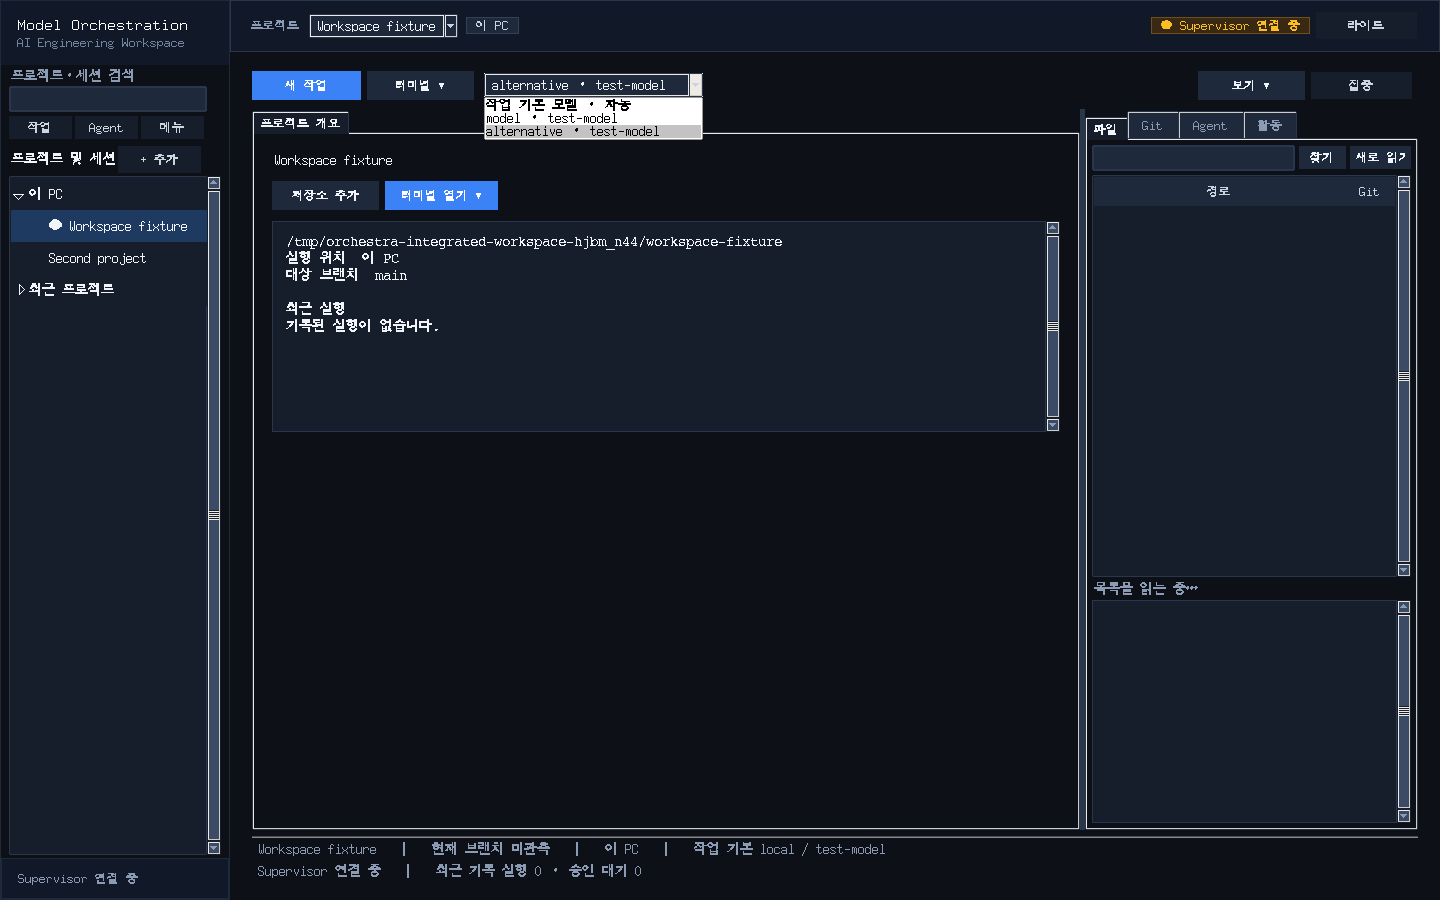 Model Orchestration
AI Engineering Workspace
프로젝트·세션 검색
작업 Agent 메뉴
프로젝트 및 세션 + 추가
이 PC
Workspace fixture
Second project
최근 프로젝트
Supervisor 연결 중
프로젝트 Workspace fixture 이 PC
Supervisor 연결 중 라이트
새 작업 터미널 ▾ alternative · test-model
작업 기본 모델 · 자동
model · test-model
alternative · test-model
보기 ▾ 집중
프로젝트 개요
Workspace fixture
저장소 추가 터미널 열기 ▾
/tmp/orchestra-integrated-workspace-hjbm_n44/workspace-fixture
실행 위치 이 PC
대상 브랜치 main
최근 실행
기록된 실행이 없습니다.
파일 Git Agent 활동
찾기 새로 읽기
경로 Git
목록을 읽는 중…
Workspace fixture | 현재 브랜치 미관측 | 이 PC | 작업 기본 local / test-model
Supervisor 연결 중 | 최근 기록 실행 0 · 승인 대기 0